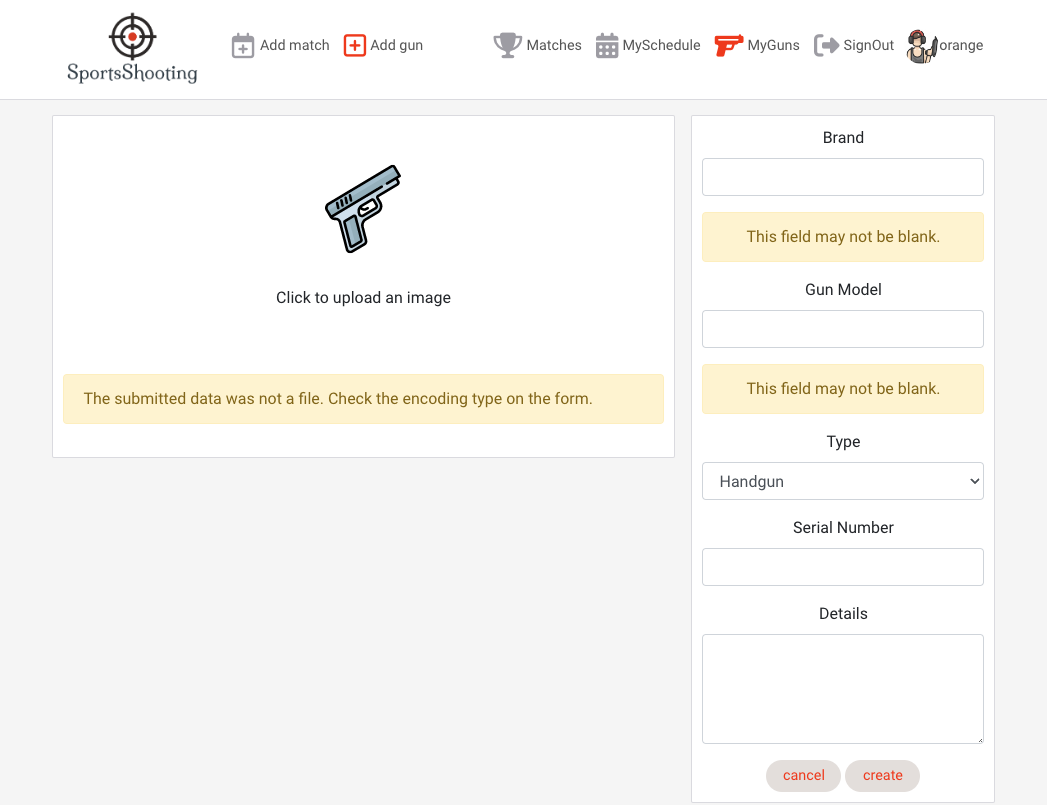 SportsShooting
Add match
Add gun
Matches
MySchedule
MyGuns
SignOut
orange
Click to upload an image
The submitted data was not a file. Check the encoding type on the form.
Brand
This field may not be blank.
Gun Model
This field may not be blank.
Type
Handgun
Serial Number
Details
cancel
create